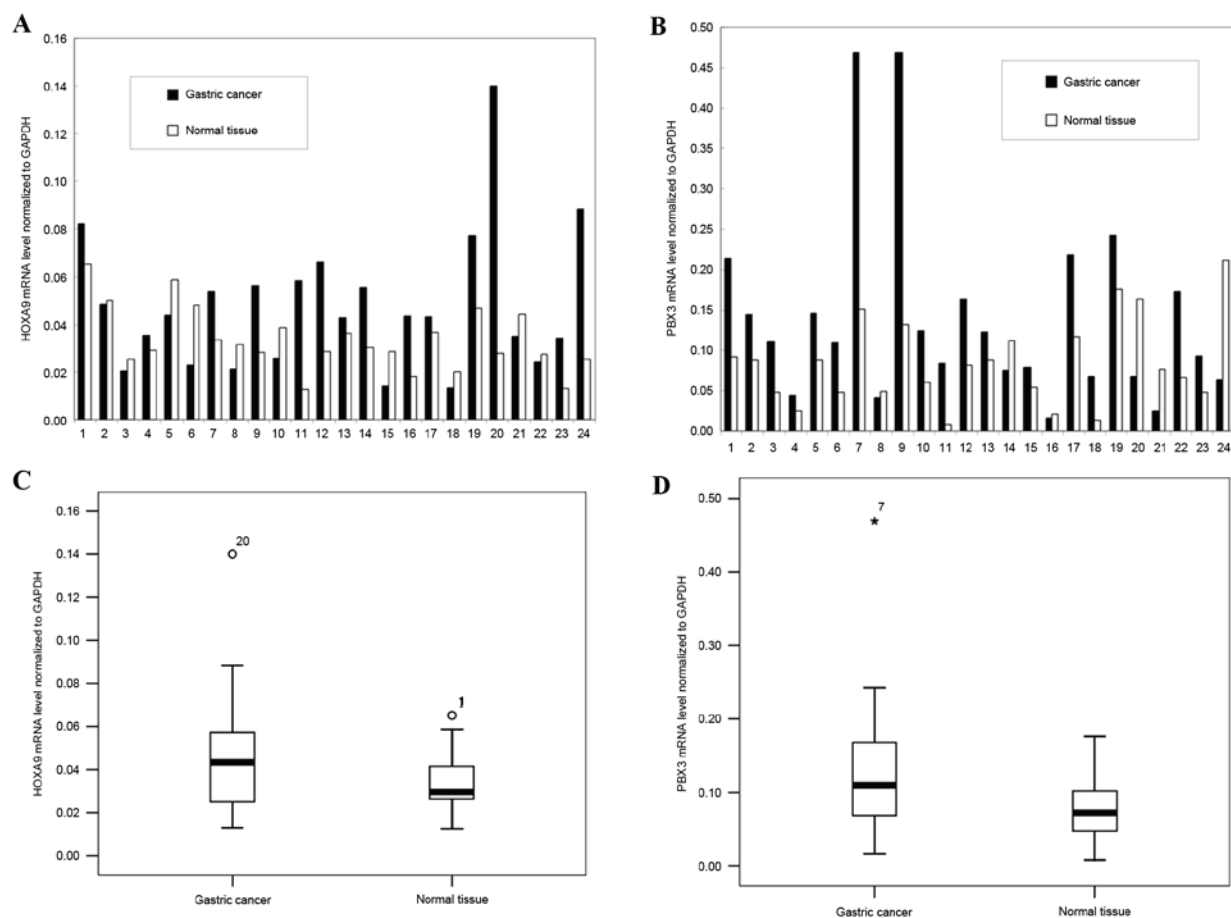 A
HOXA9 mRNA level normalized to GAPDH
0.16
0.14
0.12
0.10
0.08
0.06
0.04
0.02
0.00
Gastric cancer
Normal tissue
1 2 3 4 5 6 7 8 9 10 11 12 13 14 15 16 17 18 19 20 21 22 23 24
B
PBX3 mRNA level normalized to GAPDH
0.50
0.45
0.40
0.35
0.30
0.25
0.20
0.15
0.10
0.05
0.00
Gastric cancer
Normal tissue
1 2 3 4 5 6 7 8 9 10 11 12 13 14 15 16 17 18 19 20 21 22 23 24
C
HOXA9 mRNA level normalized to GAPDH
0.16
0.14
0.12
0.10
0.08
0.06
0.04
0.02
0.00
20
1
Gastric cancer Normal tissue
D
PBX3 mRNA level normalized to GAPDH
0.50
0.40
0.30
0.20
0.10
0.00
7
Gastric cancer Normal tissue